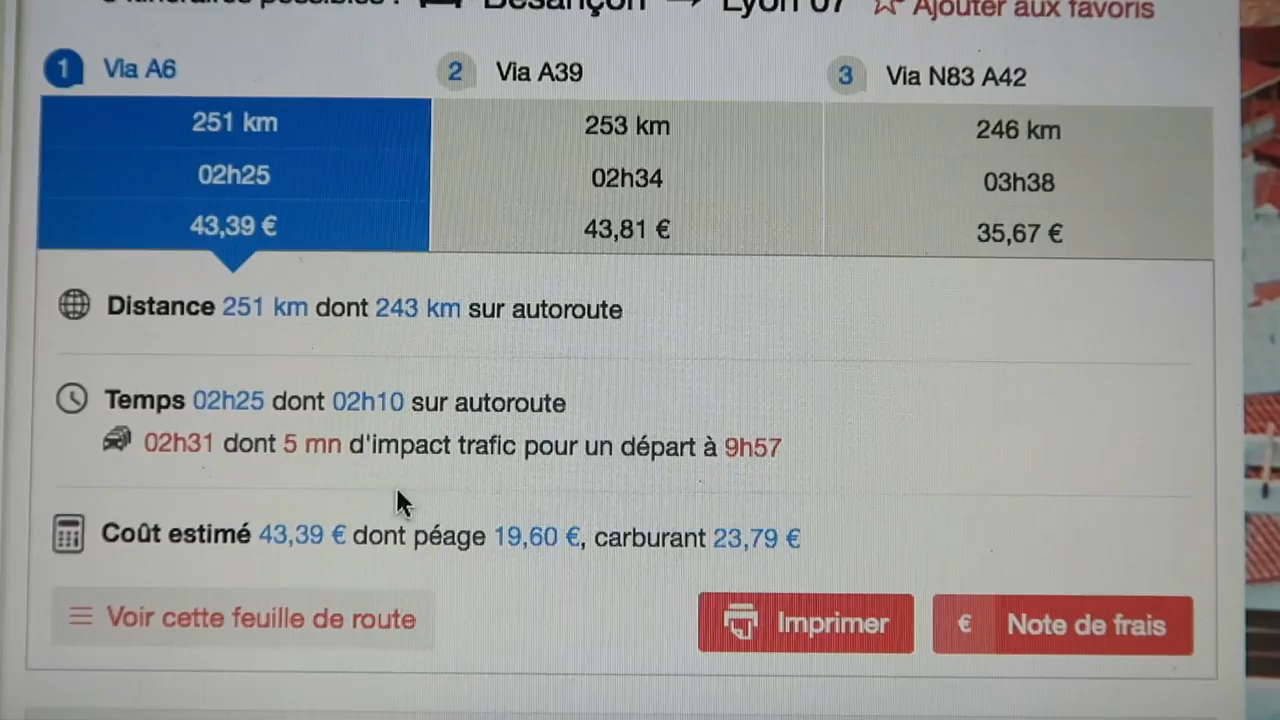 Besançon → Lyon 07 Ajouter aux favoris
1 Via A6
2 Via A39
3 Via N83 A42
251 km
02h25
43,39 €
253 km
02h34
43,81 €
246 km
03h38
35,67 €
Distance 251 km dont 243 km sur autoroute
Temps 02h25 dont 02h10 sur autoroute
02h31 dont 5 mn d'impact trafic pour un départ à 9h57
Coût estimé 43,39 € dont péage 19,60 €, carburant 23,79 €
Voir cette feuille de route
Imprimer
€ Note de frais